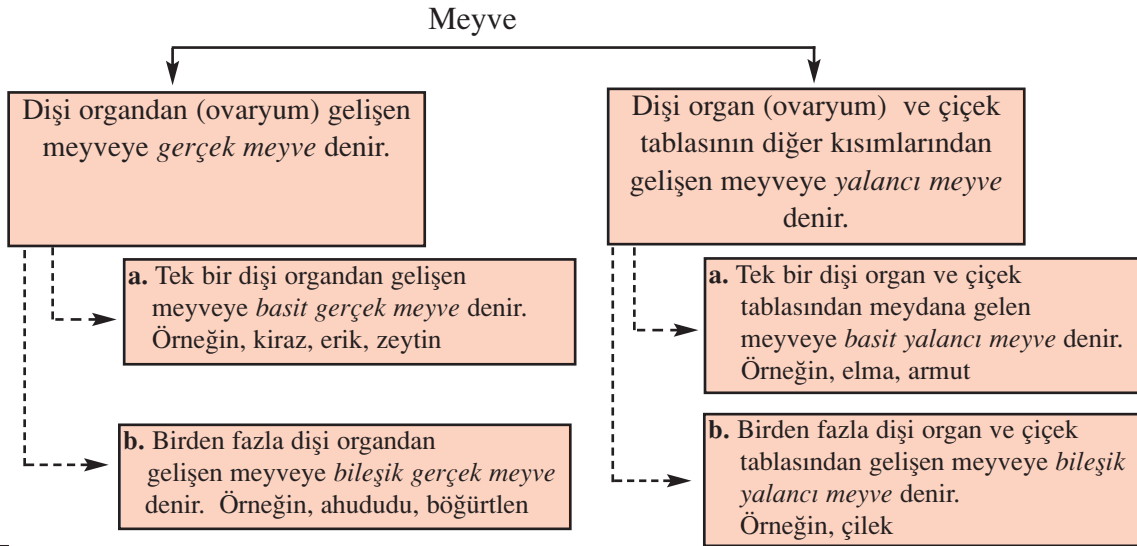 Meyve
Dişi organdan (ovaryum) gelişen
meyveye gerçek meyve denir.
a. Tek bir dişi organdan gelişen
meyveye basit gerçek meyve denir.
Örneğin, kiraz, erik, zeytin
b. Birden fazla dişi organdan
gelişen meyveye bileşik gerçek meyve
denir. Örneğin, ahududu, böğürtlen
Dişi organ (ovaryum) ve çiçek
tablasının diğer kısımlarından
gelişen meyveye yalancı meyve
denir.
a. Tek bir dişi organ ve çiçek
tablasından meydana gelen
meyveye basit yalancı meyve denir.
Örneğin, elma, armut
b. Birden fazla dişi organ ve çiçek
tablasından gelişen meyveye bileşik
yalancı meyve denir.
Örneğin, çilek